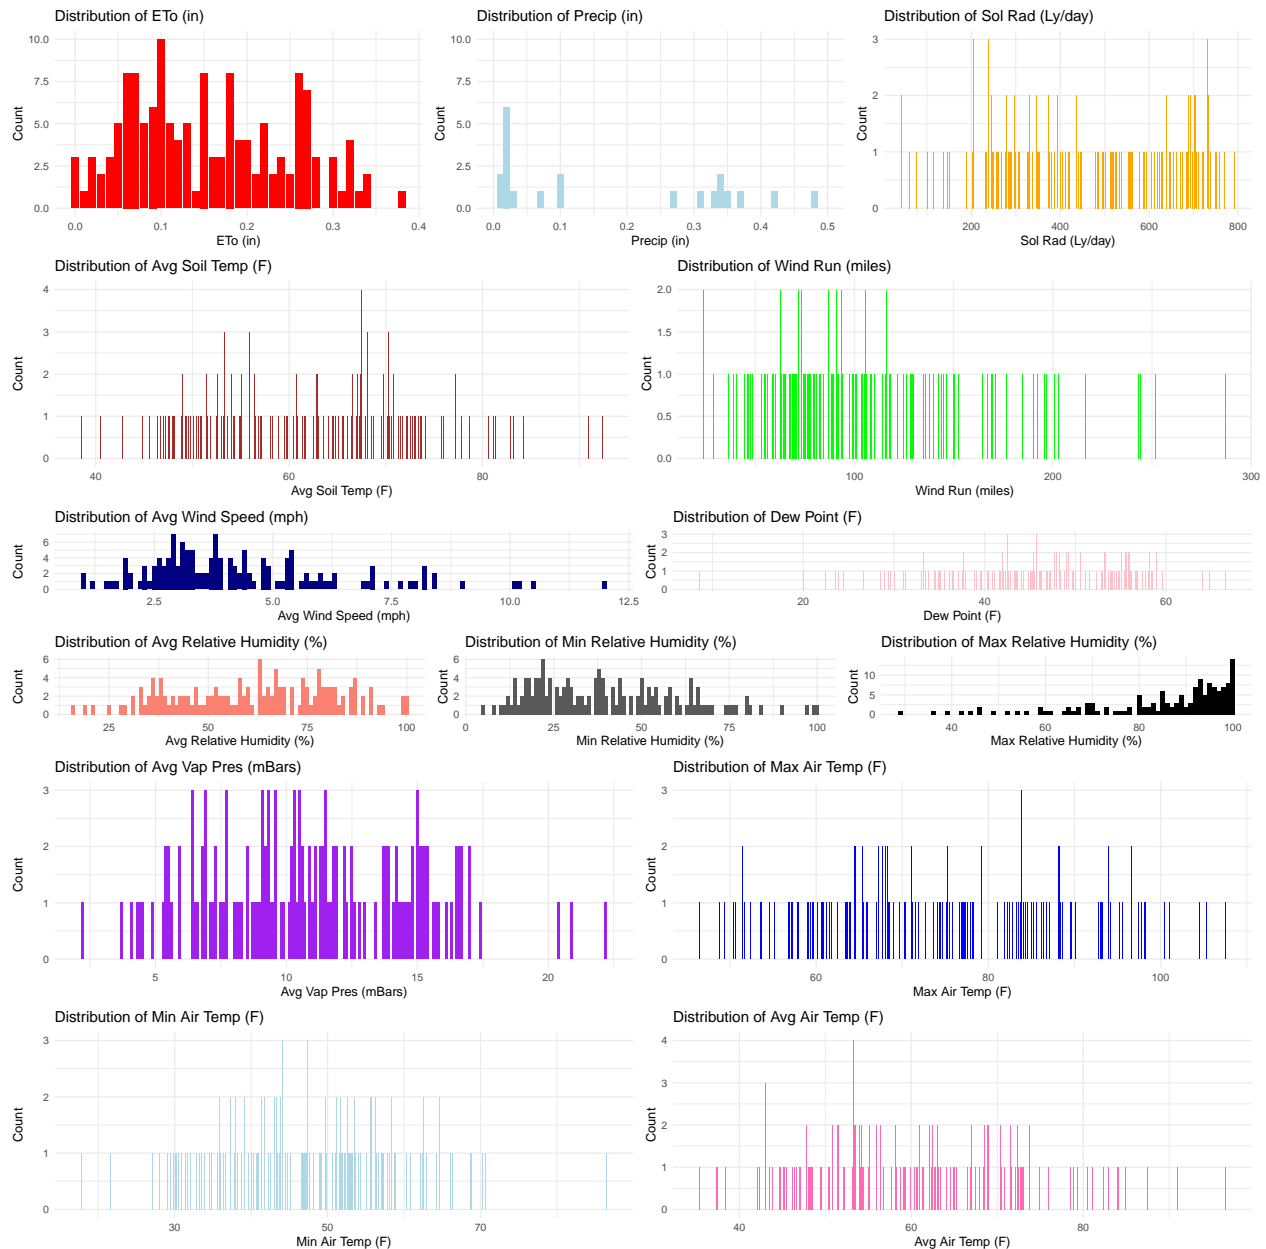 Distribution of ETo (in)
10.0
7.5
5.0
2.5
0.0
Count
0.0 0.1 0.2 0.3 0.4
ETo (in)
Distribution of Precip (in)
10.0
7.5
5.0
2.5
0.0
Count
0.0 0.1 0.2 0.3 0.4 0.5
Precip (in)
Distribution of Sol Rad (Ly/day)
3
2
1
0
Count
200 400 600 800
Sol Rad (Ly/day)
Distribution of Avg Soil Temp (F)
4
3
2
1
0
Count
40 60 80
Avg Soil Temp (F)
Distribution of Wind Run (miles)
2.0
1.5
1.0
0.5
0.0
Count
100 200 300
Wind Run (miles)
Distribution of Avg Wind Speed (mph)
6
4
2
0
Count
2.5 5.0 7.5 10.0 12.5
Avg Wind Speed (mph)
Distribution of Dew Point (F)
3
2
1
0
Count
20 40 60
Dew Point (F)
Distribution of Avg Relative Humidity (%)
6
4
2
0
Count
25 50 75 100
Avg Relative Humidity (%)
Distribution of Min Relative Humidity (%)
6
4
2
0
Count
0 25 50 75 100
Min Relative Humidity (%)
Distribution of Max Relative Humidity (%)
10
5
0
Count
40 60 80 100
Max Relative Humidity (%)
Distribution of Avg Vap Pres (mBars)
3
2
1
0
Count
5 10 15 20
Avg Vap Pres (mBars)
Distribution of Max Air Temp (F)
3
2
1
0
Count
60 80 100
Max Air Temp (F)
Distribution of Min Air Temp (F)
3
2
1
0
Count
30 50 70
Min Air Temp (F)
Distribution of Avg Air Temp (F)
4
3
2
1
0
Count
40 60 80
Avg Air Temp (F)